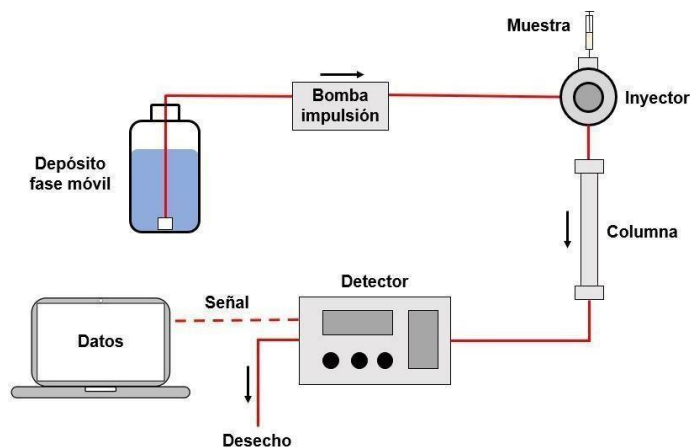 Muestra
Bomba
impulsión
Inyector
Depósito
fase móvil
Columna
Detector
Señal
Datos
Desecho